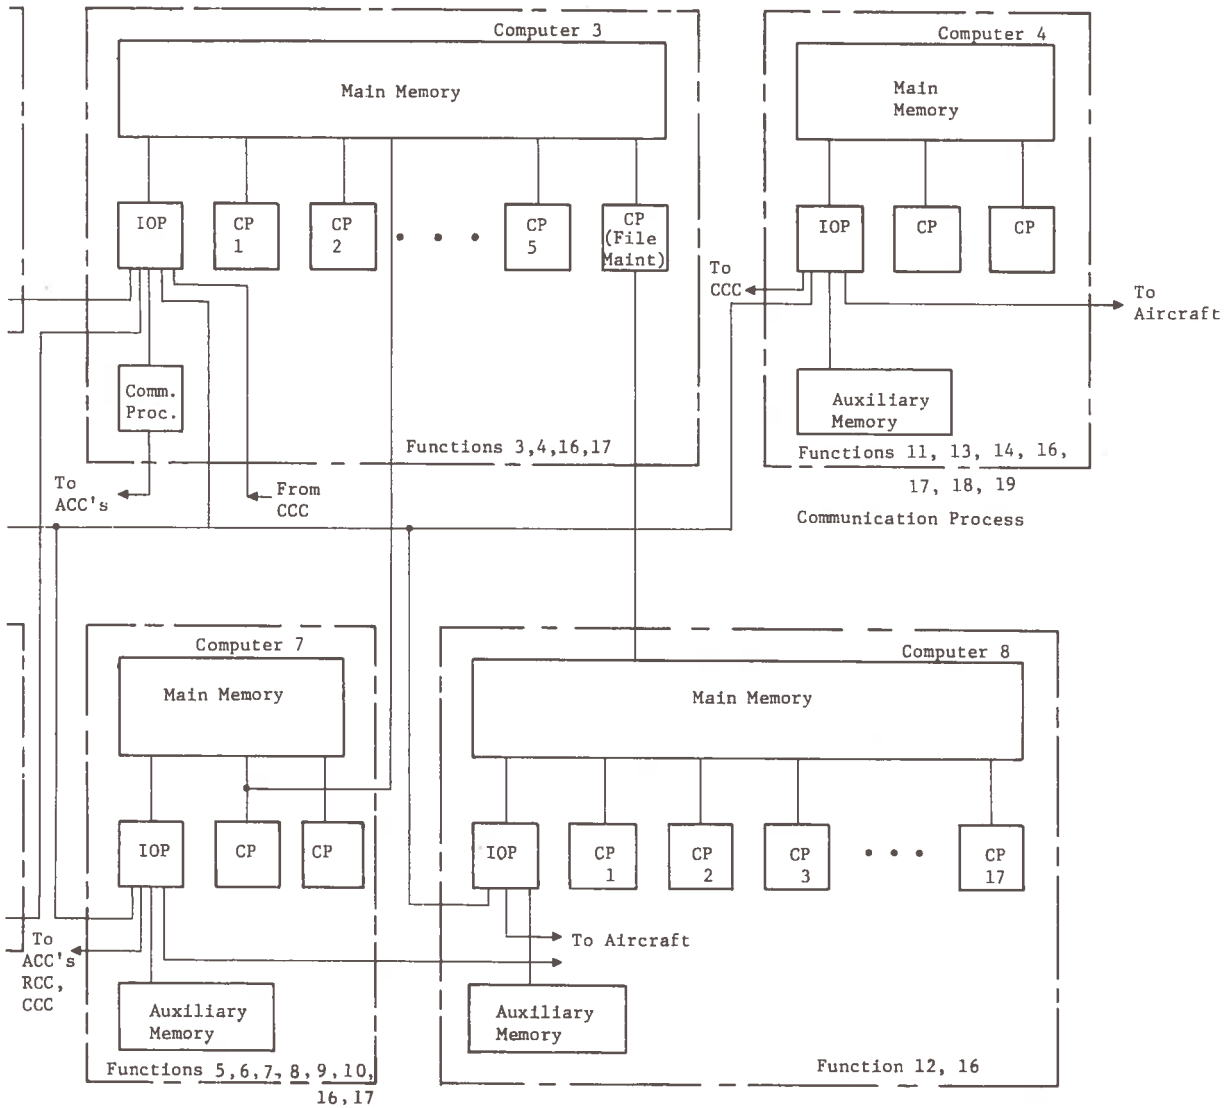 Computer 3
Main Memory
IOP
CP
1
CP
2
CP
5
CP
(File
Maint)
Comm.
Proc.
Functions 3,4,16,17
To
ACC's
From
CCC
Computer 4
Main
Memory
IOP
CP
CP
To
CCC
To
Aircraft
Auxiliary
Memory
Functions 11, 13, 14, 16,
17, 18, 19
Communication Process
Computer 7
Main Memory
IOP
CP
CP
To
ACC's
RCC,
CCC
Auxiliary
Memory
Functions 5,6,7,8,9,10,
16,17
Computer 8
Main Memory
IOP
CP
1
CP
2
CP
3
CP
17
To Aircraft
Auxiliary
Memory
Function 12, 16